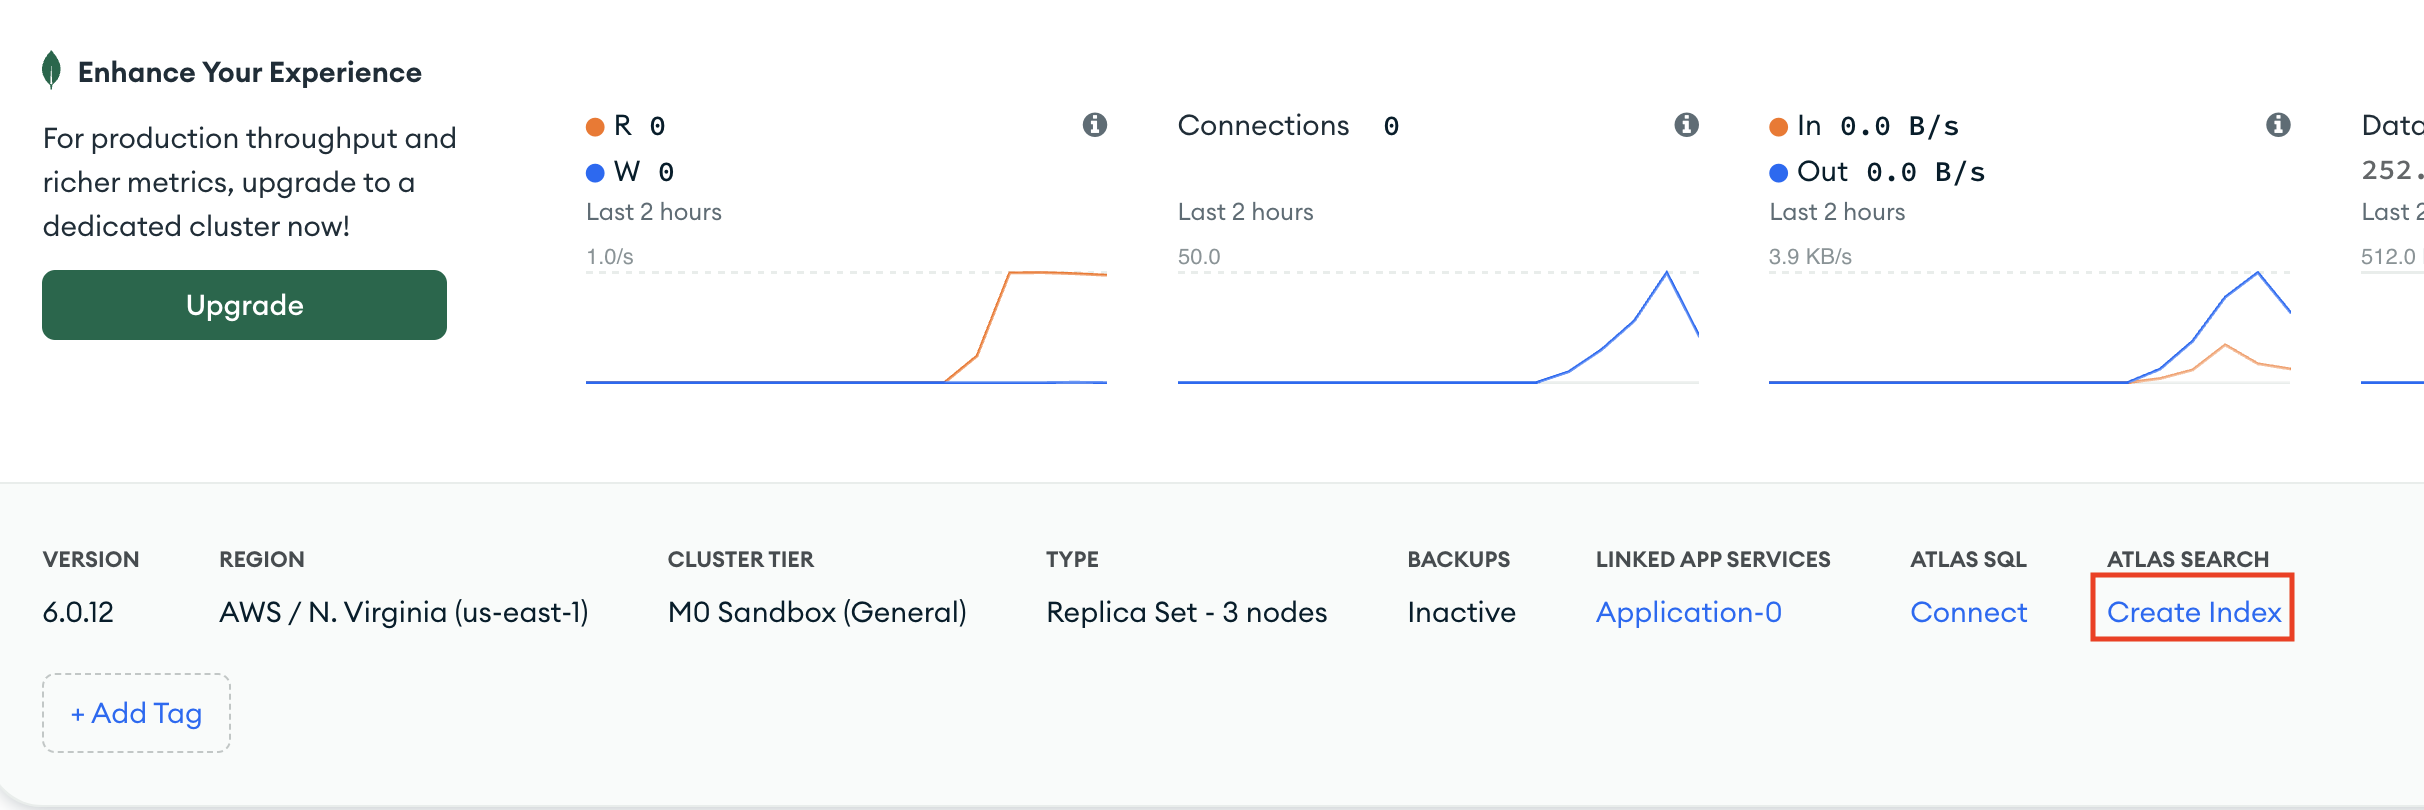 Enhance Your Experience
For production throughput and
richer metrics, upgrade to a
dedicated cluster now!
Upgrade
R 0
W 0
Last 2 hours
1.0/s
Connections 0
Last 2 hours
50.0
In 0.0 B/s
Out 0.0 B/s
Last 2 hours
3.9 KB/s
252.
512.0
VERSION
6.0.12
REGION
AWS / N. Virginia (us-east-1)
CLUSTER TIER
M0 Sandbox (General)
TYPE
Replica Set - 3 nodes
BACKUPS
Inactive
LINKED APP SERVICES
Application-0
ATLAS SQL
Connect
ATLAS SEARCH
Create Index
+ Add Tag